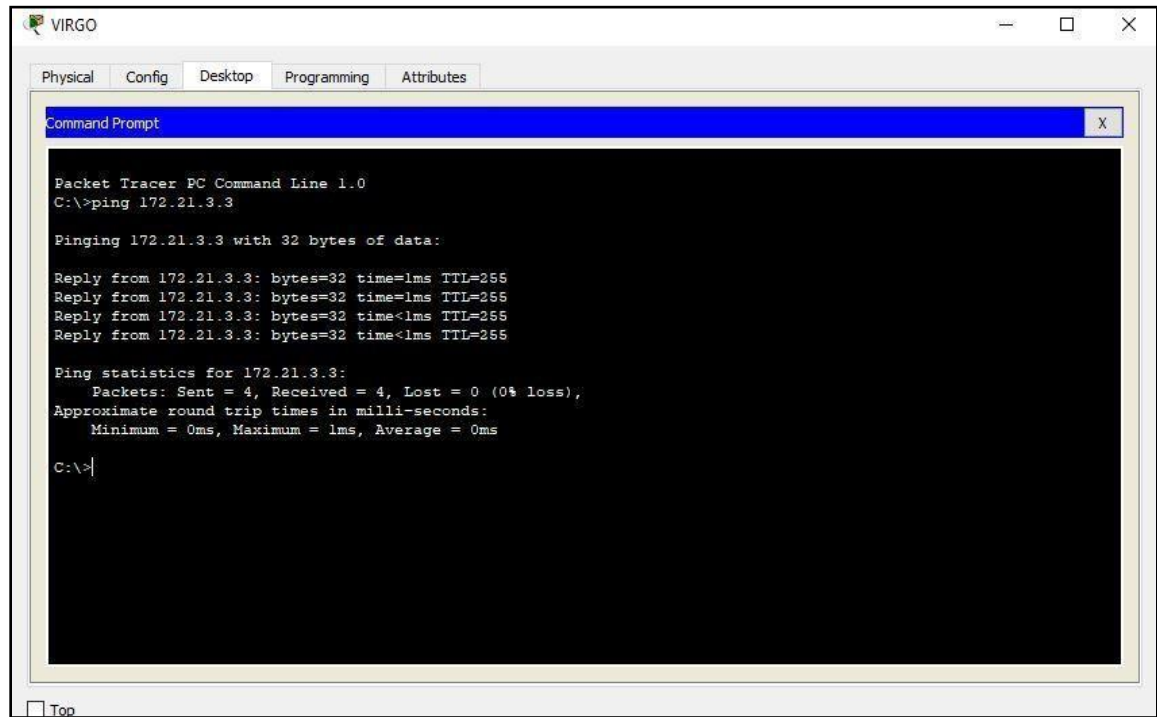 VIRGO
Physical Config Desktop Programming Attributes
Command Prompt X
Packet Tracer PC Command Line 1.0
C:\>ping 172.21.3.3
Pinging 172.21.3.3 with 32 bytes of data:
Reply from 172.21.3.3: bytes=32 time=1ms TTL=255
Reply from 172.21.3.3: bytes=32 time=1ms TTL=255
Reply from 172.21.3.3: bytes=32 time<1ms TTL=255
Reply from 172.21.3.3: bytes=32 time<1ms TTL=255
Ping statistics for 172.21.3.3:
Packets: Sent = 4, Received = 4, Lost = 0 (0% loss),
Approximate round trip times in milli-seconds:
Minimum = 0ms, Maximum = 1ms, Average = 0ms
C:\>
Top